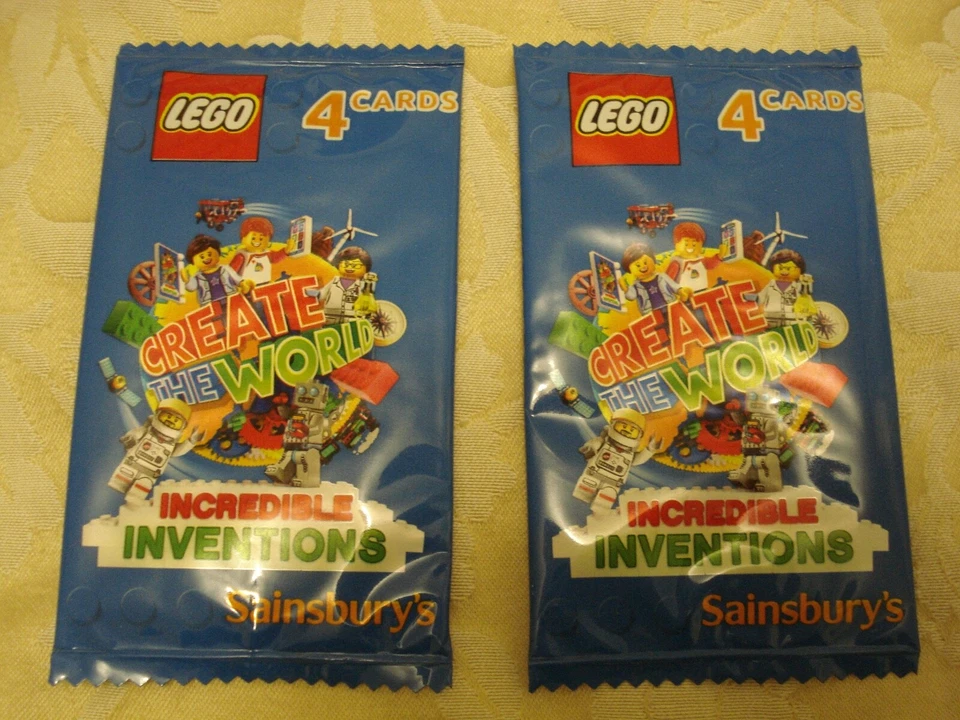 LEGO
4 CARDS
CREATE
THE WORLD
INCREDIBLE
INVENTIONS
Sainsbury's
LEGO
4 CARDS
CREATE
THE WORLD
INCREDIBLE
INVENTIONS
Sainsbury's